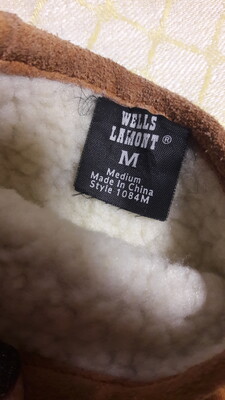 WELLS
LAMONT®
M
Medium
Made In China
Style 1084M